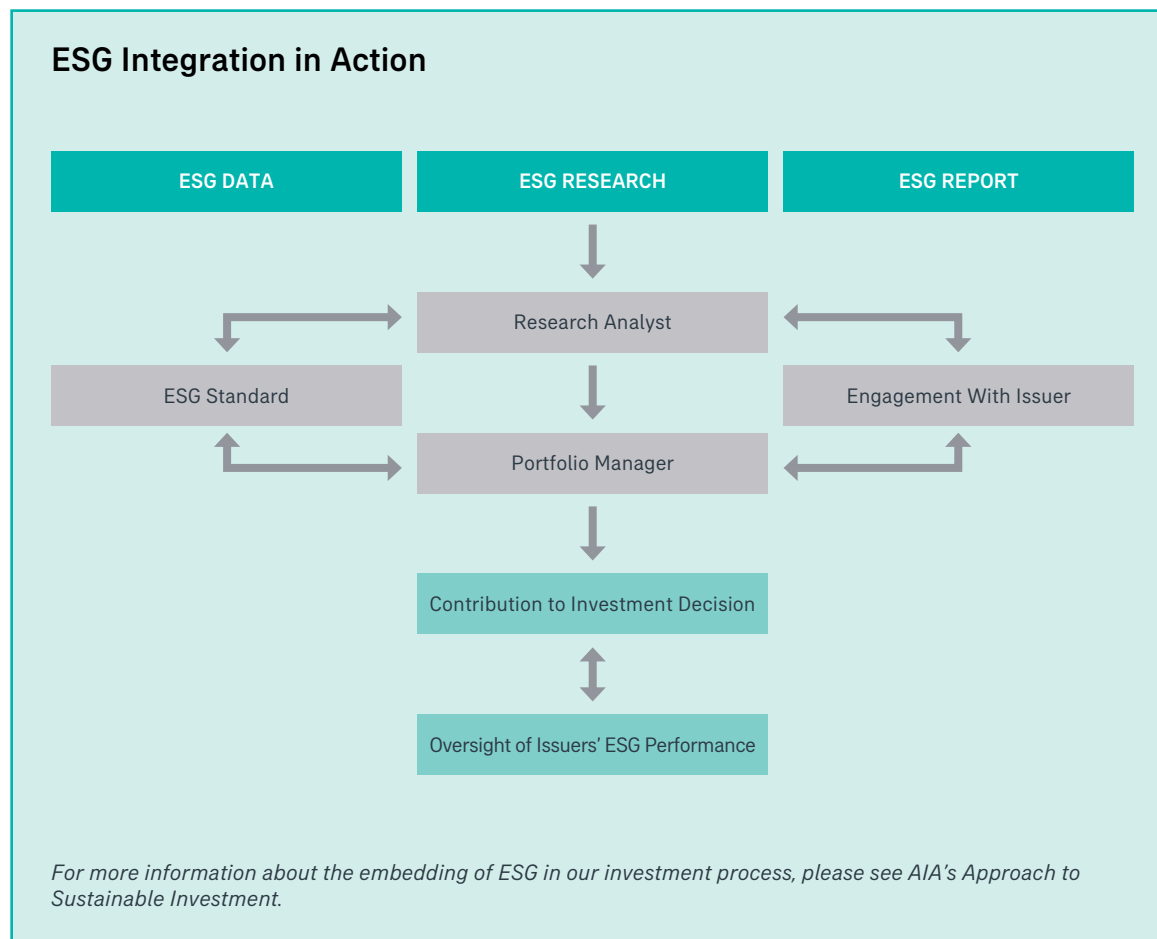 ESG Integration in Action
ESG DATA
ESG RESEARCH
ESG REPORT
Research Analyst
ESG Standard
Engagement With Issuer
Portfolio Manager
Contribution to Investment Decision
Oversight of Issuers’ ESG Performance
For more information about the embedding of ESG in our investment process, please see AIA’s Approach to
Sustainable Investment.